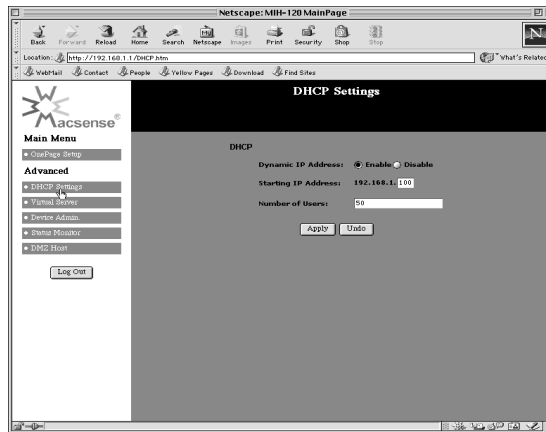 Netscape: MIH-120 MainPage
Back Forward Reload Home Search Netscape Images Print Security Shop Stop
N
Location: http://192.168.1.1/DHCP.htm What's Related
WebMail Contact People Yellow Pages Download Find Sites
Macsense®
Main Menu
OnePage Setup
Advanced
DHCP Settings
Virtual Server
Device Admin.
Status Monitor
DMZ Host
Log Out
DHCP Settings
DHCP
Dynamic IP Address: Enable Disable
Starting IP Address: 192.168.1. 100
Number of Users: 50
Apply Undo